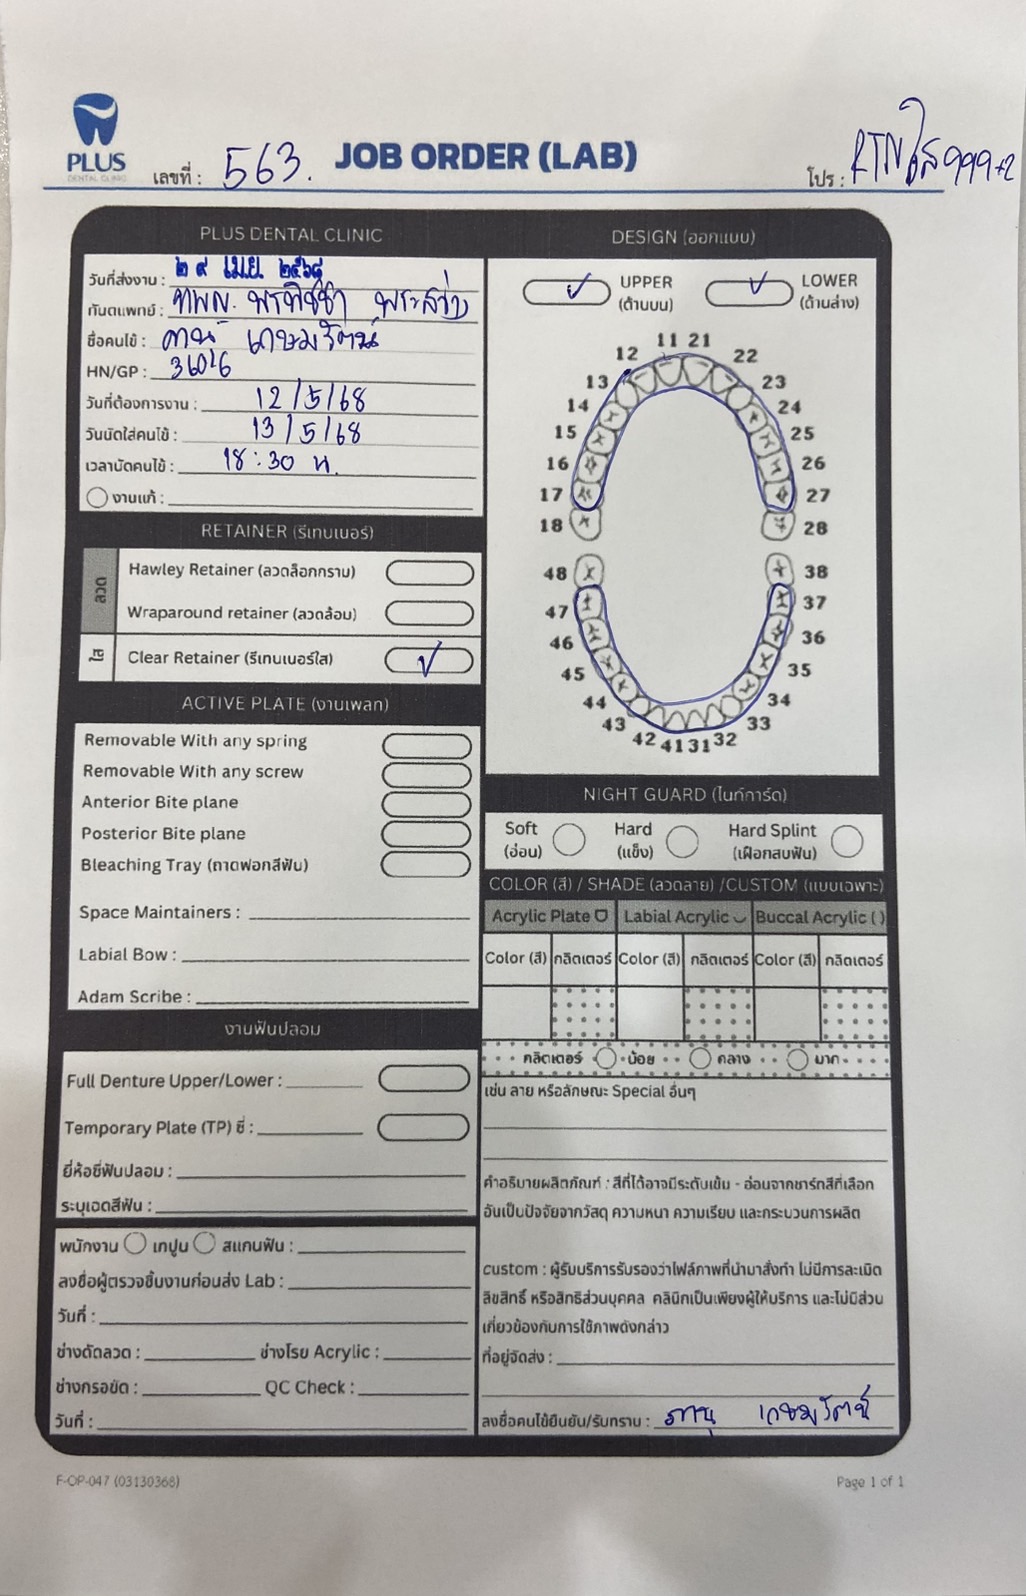 PLUS
DENTAL CLINIC
เลขที่ : 563.
JOB ORDER (LAB)
โปร : RTNใส 999x2
PLUS DENTAL CLINIC
วันที่ส่งงาน : ๒๙ เม.ย. ๒๕๖๘
ทันตแพทย์ : ทพญ.
ชื่อคนไข้ : เกษมรัตน์
HN/GP : 36016
วันที่ต้องการงาน : 12/5/68
วันนัดใส่คนไข้ : 13/5/68
เวลานัดคนไข้ : 18:30 น.
งานแก้ :
RETAINER (รีเทนเนอร์)
ลวด
Hawley Retainer (ลวดล็อกกราม)
Wraparound retainer (ลวดล้อม)
ใส
Clear Retainer (รีเทนเนอร์ใส)
ACTIVE PLATE (งานเพลท)
Removable With any spring
Removable With any screw
Anterior Bite plane
Posterior Bite plane
Bleaching Tray (ถาดฟอกสีฟัน)
Space Maintainers :
Labial Bow :
Adam Scribe :
งานฟันปลอม
Full Denture Upper/Lower :
Temporary Plate (TP) ซี่ :
ยี่ห้อซี่ฟันปลอม :
ระบุเฉดสีฟัน :
พนักงาน เทปูน สแกนฟัน :
ลงชื่อผู้ตรวจชิ้นงานก่อนส่ง Lab :
วันที่ :
ช่างดัดลวด : ช่างโรย Acrylic :
ช่างกรอขัด : QC Check :
วันที่ :
DESIGN (ออกแบบ)
UPPER LOWER
(ด้านบน) (ด้านล่าง)
11 21
12 22
13 23
14 24
15 25
16 26
17 27
18 28
48 38
47 37
46 36
45 35
44 34
43 33
42 41 31 32
NIGHT GUARD (ไนท์การ์ด)
Soft Hard Hard Splint
(อ่อน) (แข็ง) (เฝือกสบฟัน)
COLOR (สี) / SHADE (ลวดลาย) /CUSTOM (แบบเฉพาะ)
Acrylic Plate Labial Acrylic Buccal Acrylic ( )
Color (สี) กลิตเตอร์ Color (สี) กลิตเตอร์ Color (สี) กลิตเตอร์
กลิตเตอร์ น้อย กลาง มาก
เช่น ลาย หรือลักษณะ Special อื่นๆ
คำอธิบายผลิตภัณฑ์ : สีที่ได้อาจมีระดับเข้ม - อ่อนจากชาร์ทสีที่เลือก
อันเป็นปัจจัยจากวัสดุ ความหนา ความเรียบ และกระบวนการผลิต
custom : ผู้รับบริการรับรองว่าไฟล์ภาพที่นำมาสั่งทำ ไม่มีการละเมิด
ลิขสิทธิ์ หรือสิทธิส่วนบุคคล คลินิกเป็นเพียงผู้ให้บริการ และไม่มีส่วน
เกี่ยวข้องกับการใช้ภาพดังกล่าว
ที่อยู่จัดส่ง :
ลงชื่อคนไข้ยืนยัน/รับทราบ : เกษมรัตน์
F-OP-047 (03130368)
Page 1 of 1